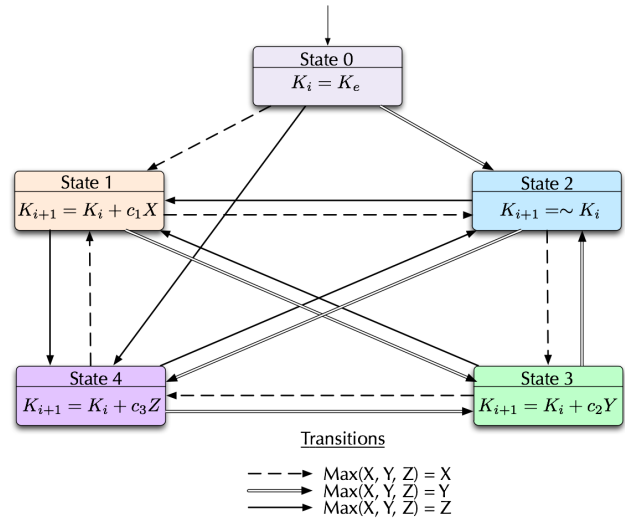 State 0
K_i = K_e
State 1
K_{i+1} = K_i + c_1X
State 2
K_{i+1} =∼ K_i
State 4
K_{i+1} = K_i + c_3Z
State 3
K_{i+1} = K_i + c_2Y
Transitions
Max(X, Y, Z) = X
Max(X, Y, Z) = Y
Max(X, Y, Z) = Z